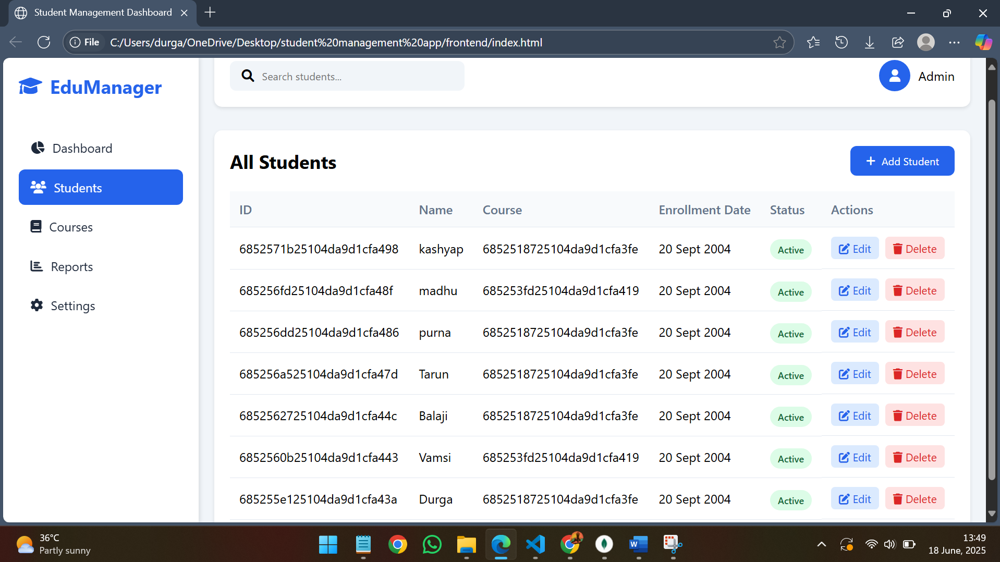 Student Management Dashboard
File C:/Users/durga/OneDrive/Desktop/student%20management%20app/frontend/index.html
EduManager
Search students...
Admin
Dashboard
Students
Courses
Reports
Settings
All Students
Add Student
ID Name Course Enrollment Date Status Actions
6852571b25104da9d1cfa498 kashyap 6852518725104da9d1cfa3fe 20 Sept 2004 Active Edit Delete
685256fd25104da9d1cfa48f madhu 685253fd25104da9d1cfa419 20 Sept 2004 Active Edit Delete
685256dd25104da9d1cfa486 purna 6852518725104da9d1cfa3fe 20 Sept 2004 Active Edit Delete
685256a525104da9d1cfa47d Tarun 6852518725104da9d1cfa3fe 20 Sept 2004 Active Edit Delete
6852562725104da9d1cfa44c Balaji 6852518725104da9d1cfa3fe 20 Sept 2004 Active Edit Delete
6852560b25104da9d1cfa443 Vamsi 685253fd25104da9d1cfa419 20 Sept 2004 Active Edit Delete
685255e125104da9d1cfa43a Durga 6852518725104da9d1cfa3fe 20 Sept 2004 Active Edit Delete
36°C
Partly sunny
W
13:49
18 June, 2025